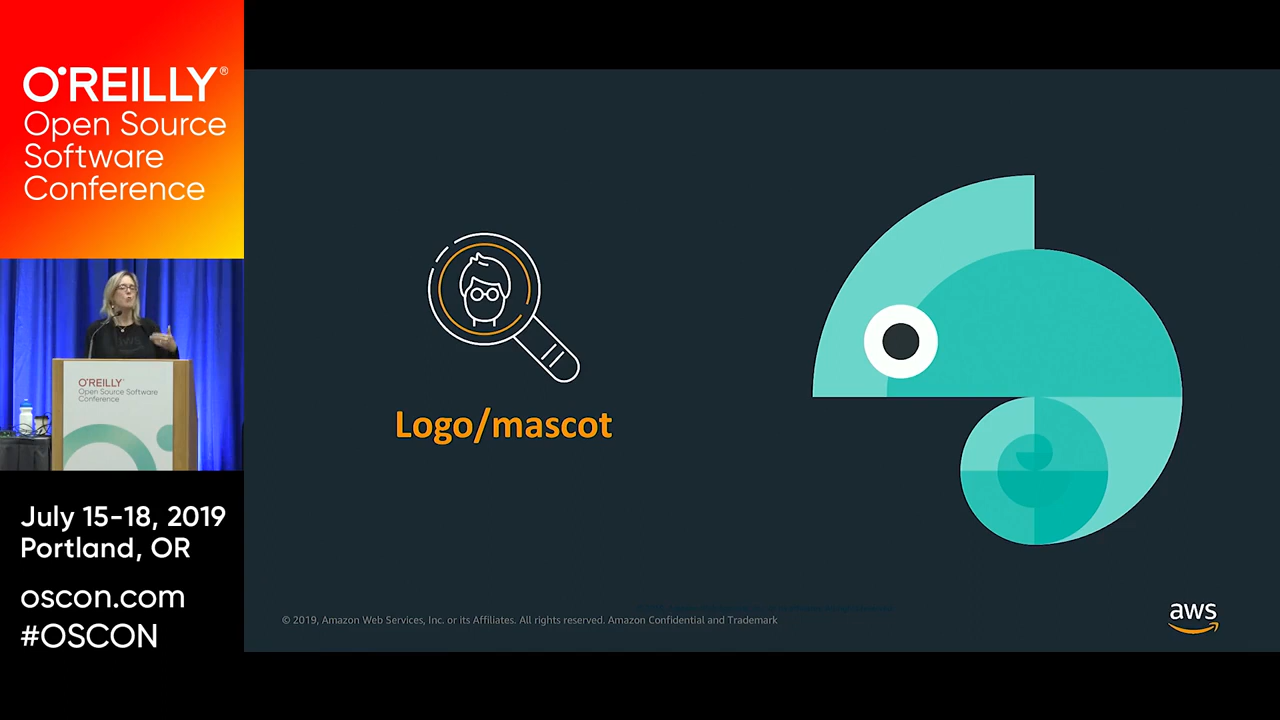 O'REILLY®
Open Source
Software
Conference
O'REILLY
Open Source Software
Conference
July 15-18, 2019
Portland, OR
oscon.com
#OSCON
Logo/mascot
© 2019, Amazon Web Services, Inc. or its Affiliates. All rights reserved. Amazon Confidential and Trademark
aws